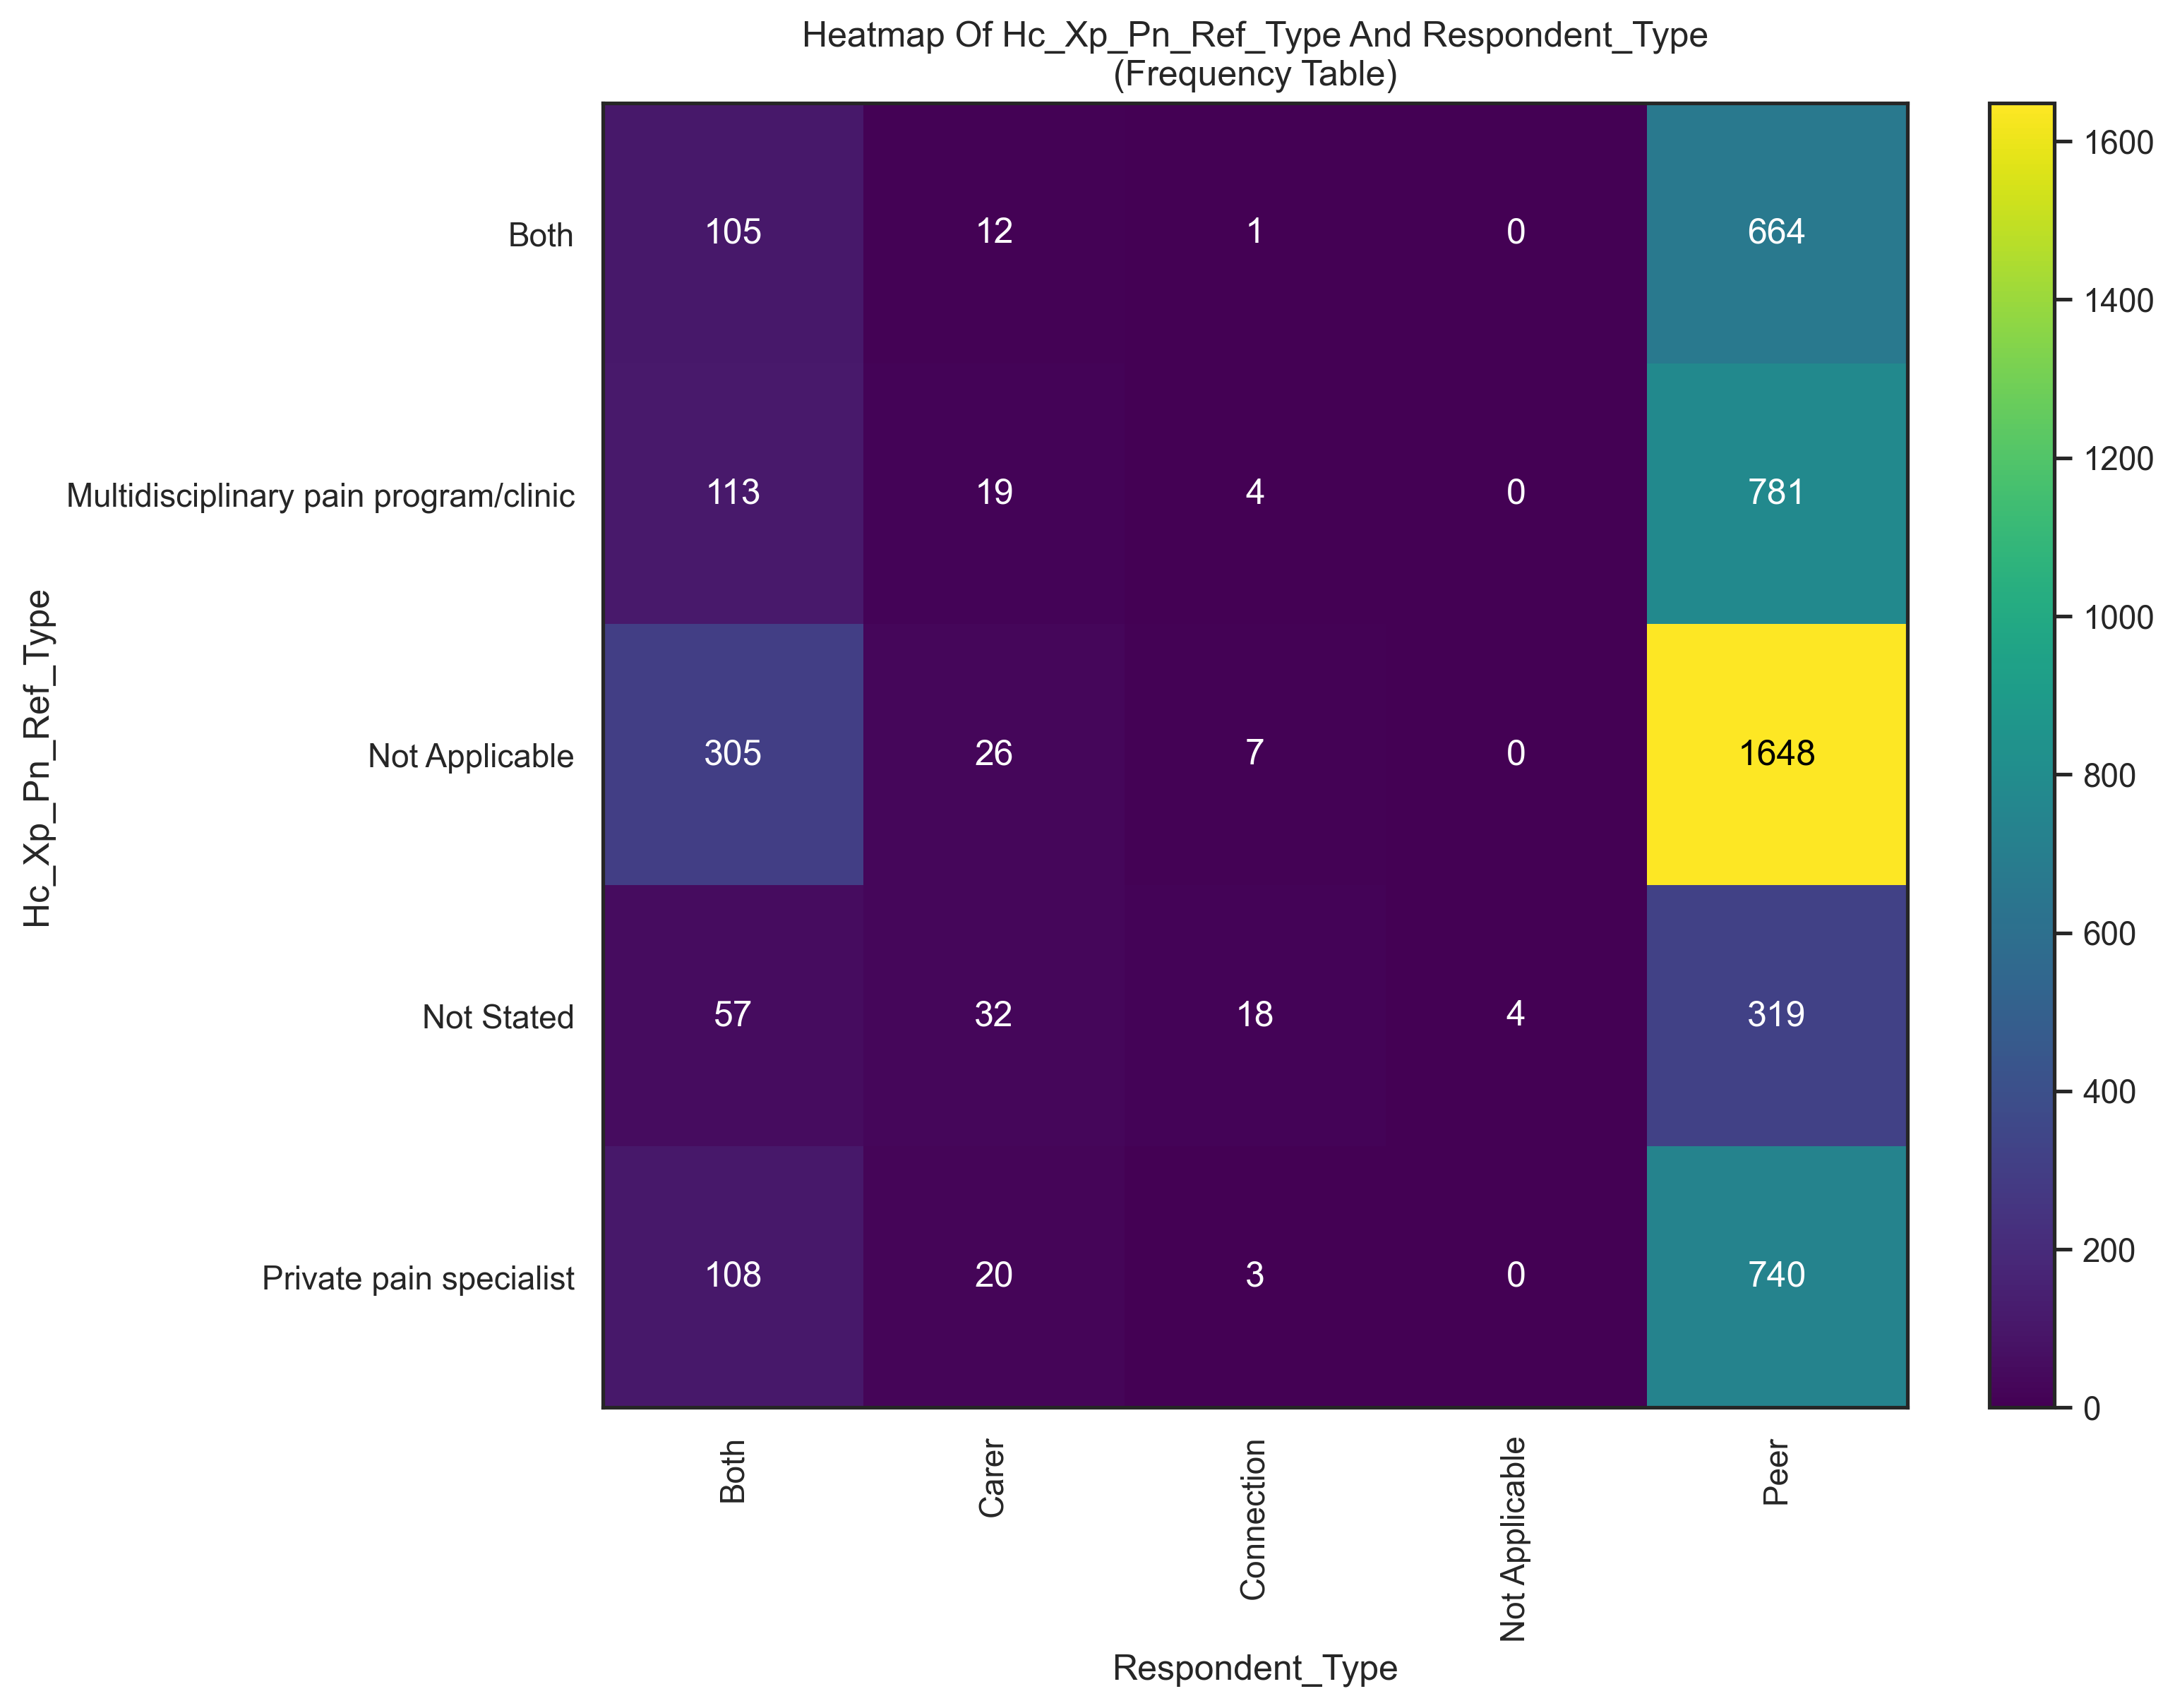 Heatmap Of Hc_Xp_Pn_Ref_Type And Respondent_Type
(Frequency Table)
Hc_Xp_Pn_Ref_Type
Both 105 12 1 0 664
Multidisciplinary pain program/clinic 113 19 4 0 781
Not Applicable 305 26 7 0 1648
Not Stated 57 32 18 4 319
Private pain specialist 108 20 3 0 740
Both Carer Connection Not Applicable Peer
Respondent_Type
1600
1400
1200
1000
800
600
400
200
0